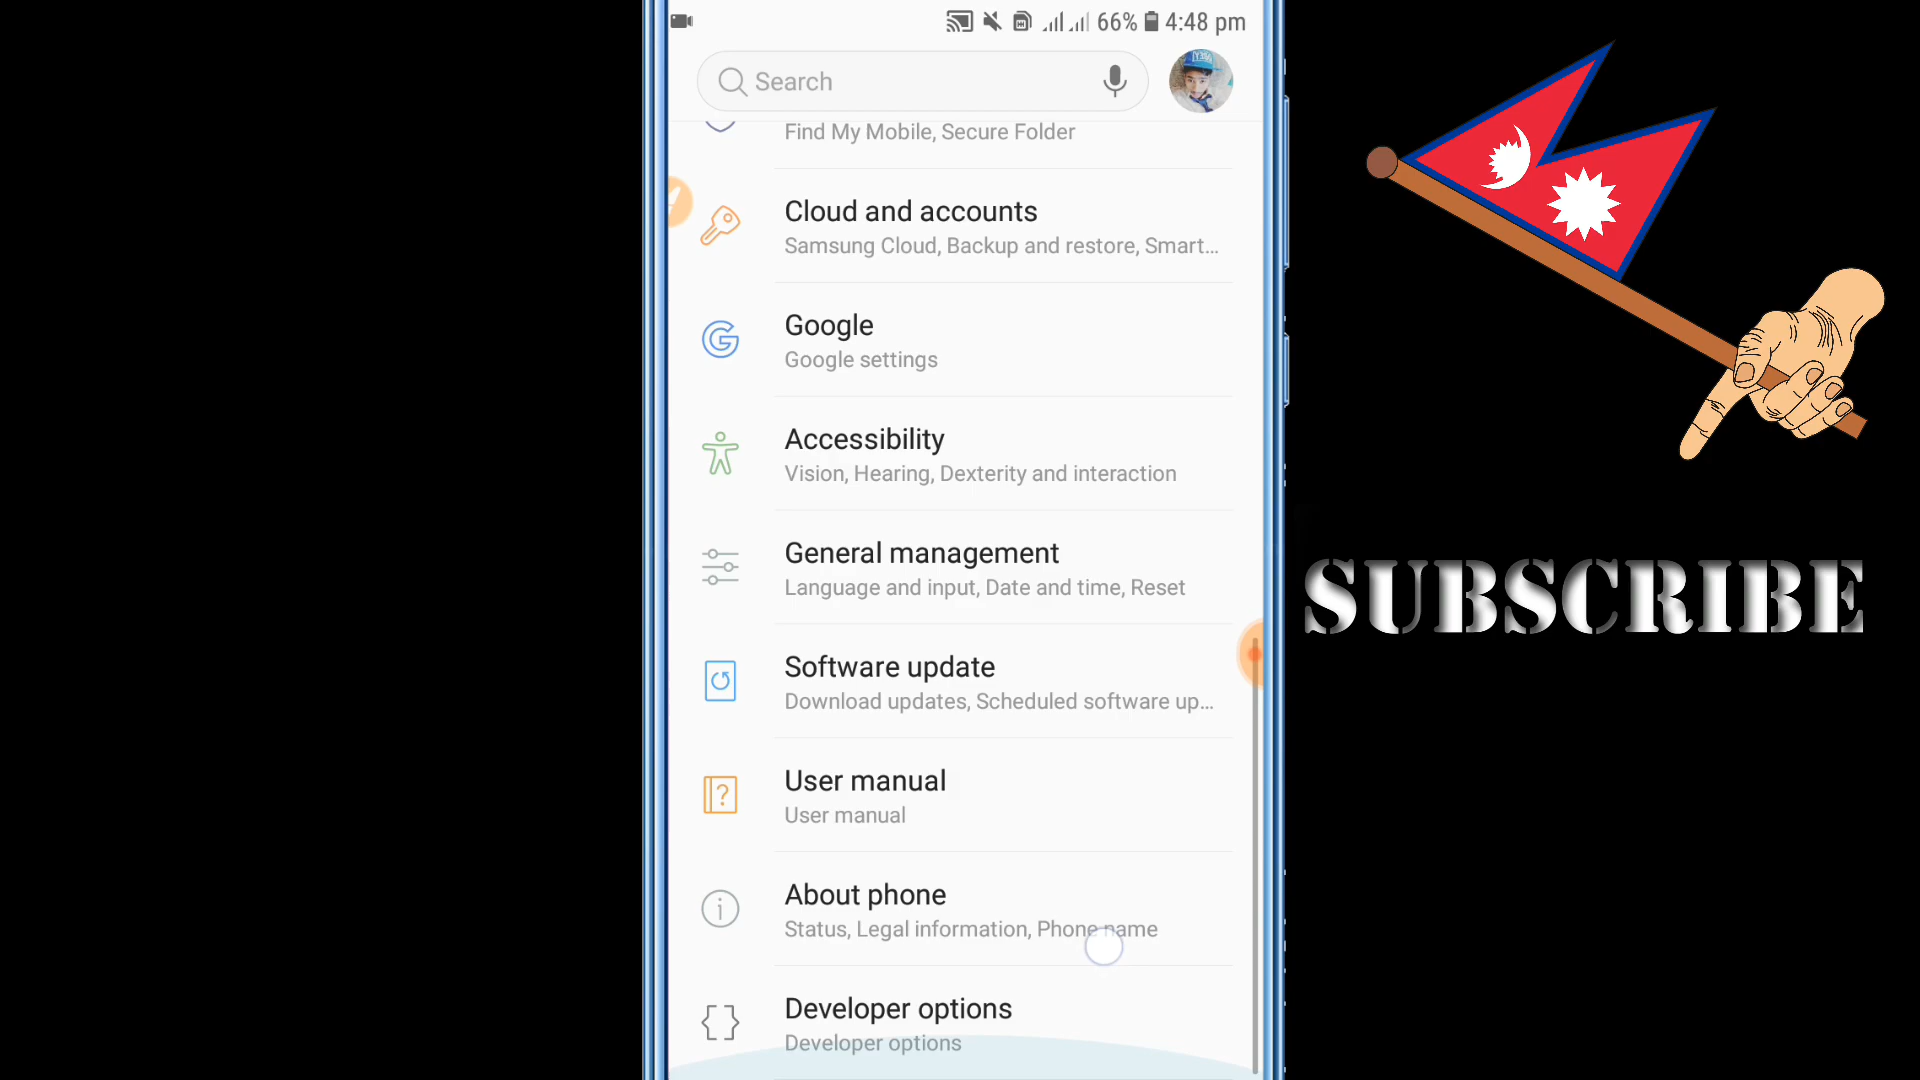 66% 4:48 pm
Search
Find My Mobile, Secure Folder
Cloud and accounts
Samsung Cloud, Backup and restore, Smart...
Google
Google settings
Accessibility
Vision, Hearing, Dexterity and interaction
General management
Language and input, Date and time, Reset
SUBSCRIBE
Software update
Download updates, Scheduled software up...
User manual
User manual
About phone
Status, Legal information, Phone name
Developer options
Developer options